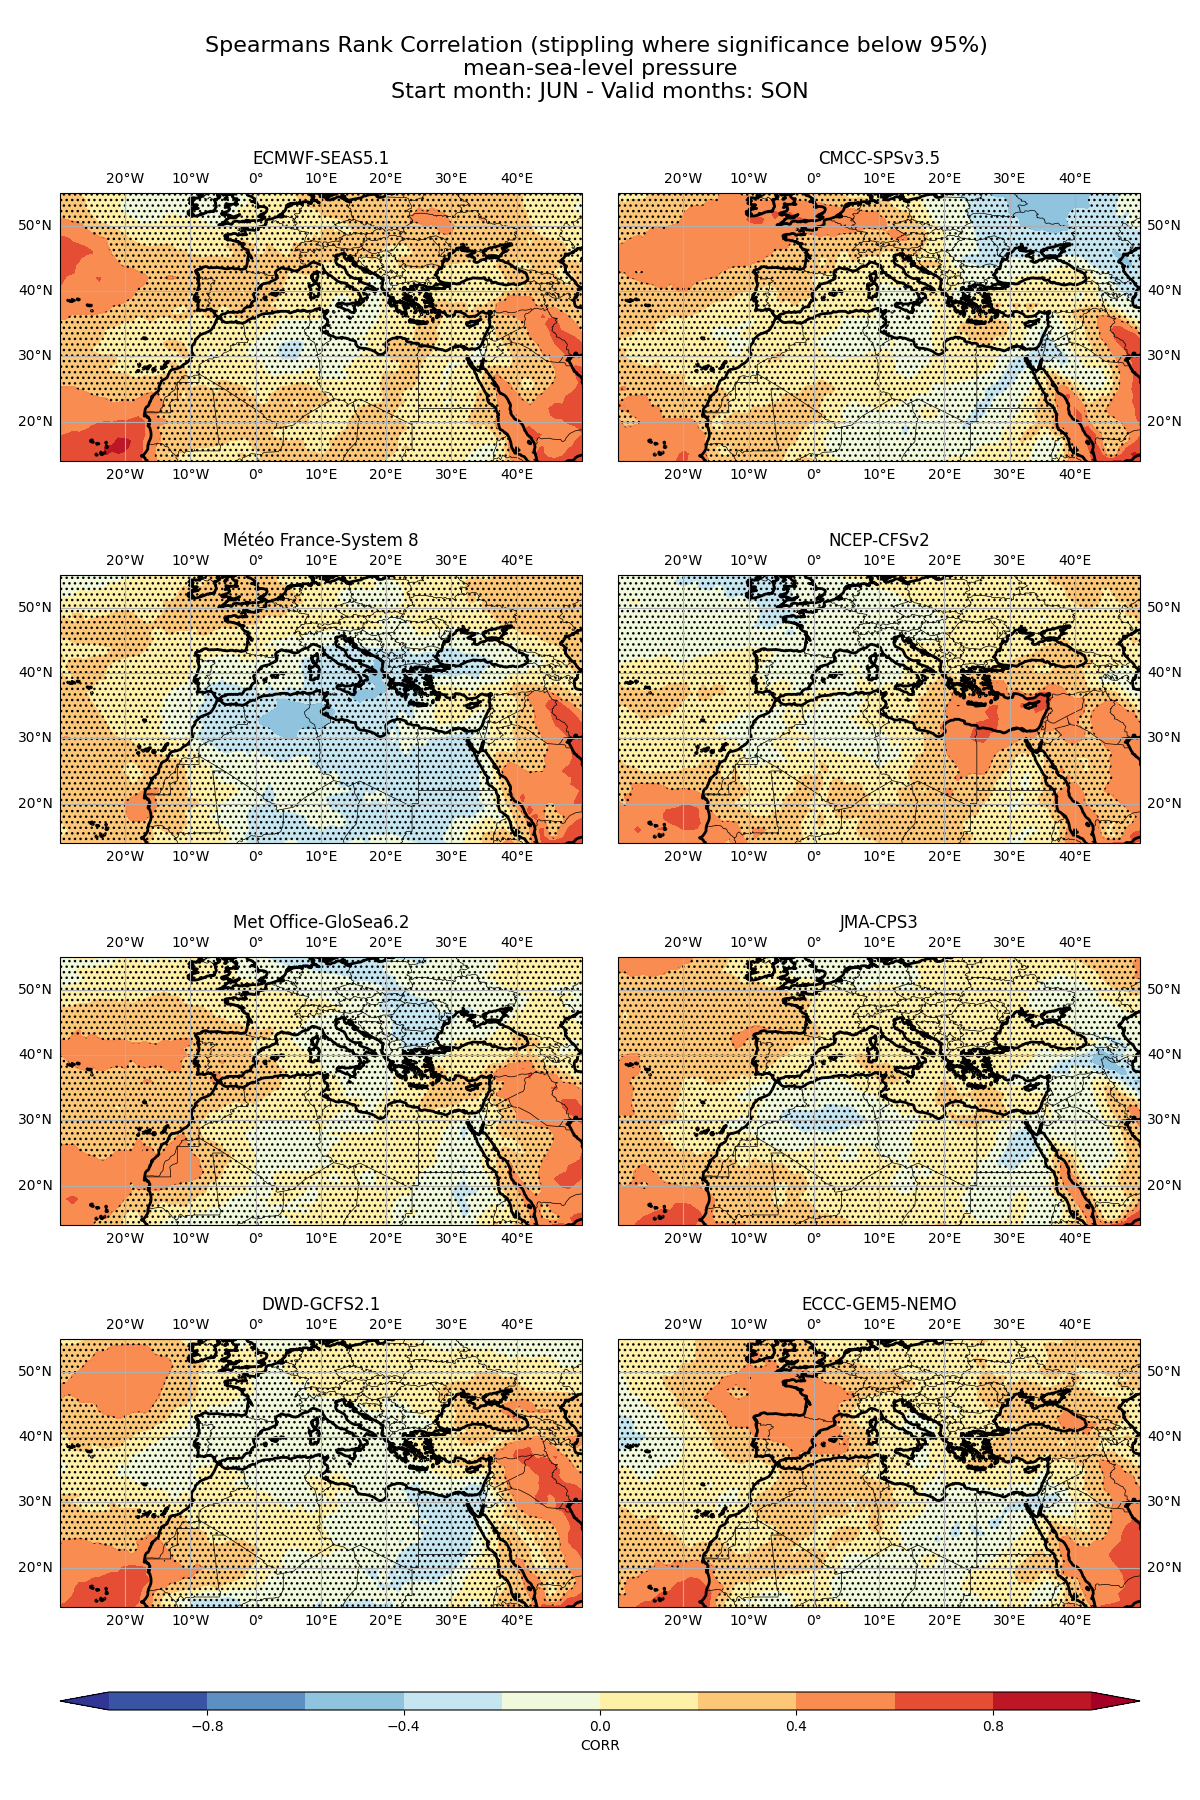 Spearmans Rank Correlation (stippling where significance below 95%)
mean-sea-level pressure
Start month: JUN - Valid months: SON
ECMWF-SEAS5.1 CMCC-SPSv3.5
20°W 10°W 0° 10°E 20°E 30°E 40°E 20°W 10°W 0° 10°E 20°E 30°E 40°E
50°N 50°N
40°N 40°N
30°N 30°N
20°N 20°N
20°W 10°W 0° 10°E 20°E 30°E 40°E 20°W 10°W 0° 10°E 20°E 30°E 40°E
Météo France-System 8 NCEP-CFSv2
20°W 10°W 0° 10°E 20°E 30°E 40°E 20°W 10°W 0° 10°E 20°E 30°E 40°E
50°N 50°N
40°N 40°N
30°N 30°N
20°N 20°N
20°W 10°W 0° 10°E 20°E 30°E 40°E 20°W 10°W 0° 10°E 20°E 30°E 40°E
Met Office-GloSea6.2 JMA-CPS3
20°W 10°W 0° 10°E 20°E 30°E 40°E 20°W 10°W 0° 10°E 20°E 30°E 40°E
50°N 50°N
40°N 40°N
30°N 30°N
20°N 20°N
20°W 10°W 0° 10°E 20°E 30°E 40°E 20°W 10°W 0° 10°E 20°E 30°E 40°E
DWD-GCFS2.1 ECCC-GEM5-NEMO
20°W 10°W 0° 10°E 20°E 30°E 40°E 20°W 10°W 0° 10°E 20°E 30°E 40°E
50°N 50°N
40°N 40°N
30°N 30°N
20°N 20°N
20°W 10°W 0° 10°E 20°E 30°E 40°E 20°W 10°W 0° 10°E 20°E 30°E 40°E
−0.8 −0.4 0.0 0.4 0.8
CORR